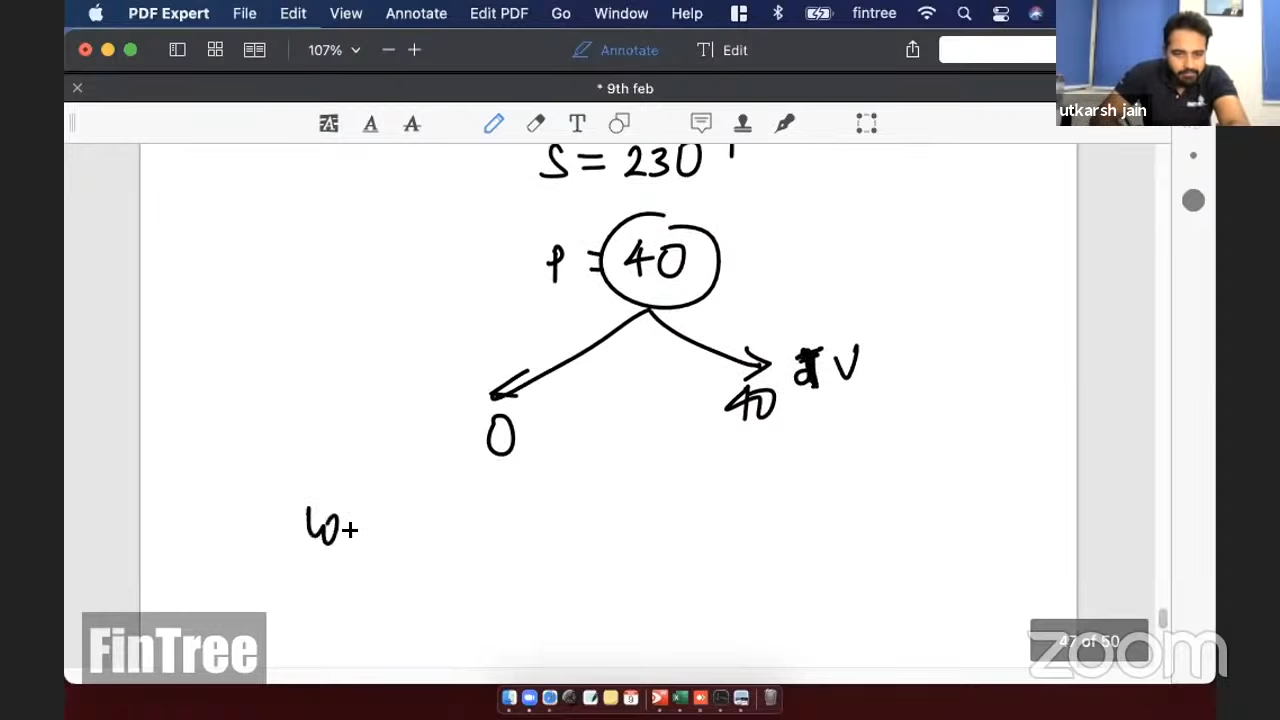 PDF Expert File Edit View Annotate Edit PDF Go Window Help fintree
107% Annotate T Edit
* 9th feb
utkarsh jain
S = 230
P = 40
V
0 40
FinTree
47 of 50
zoom